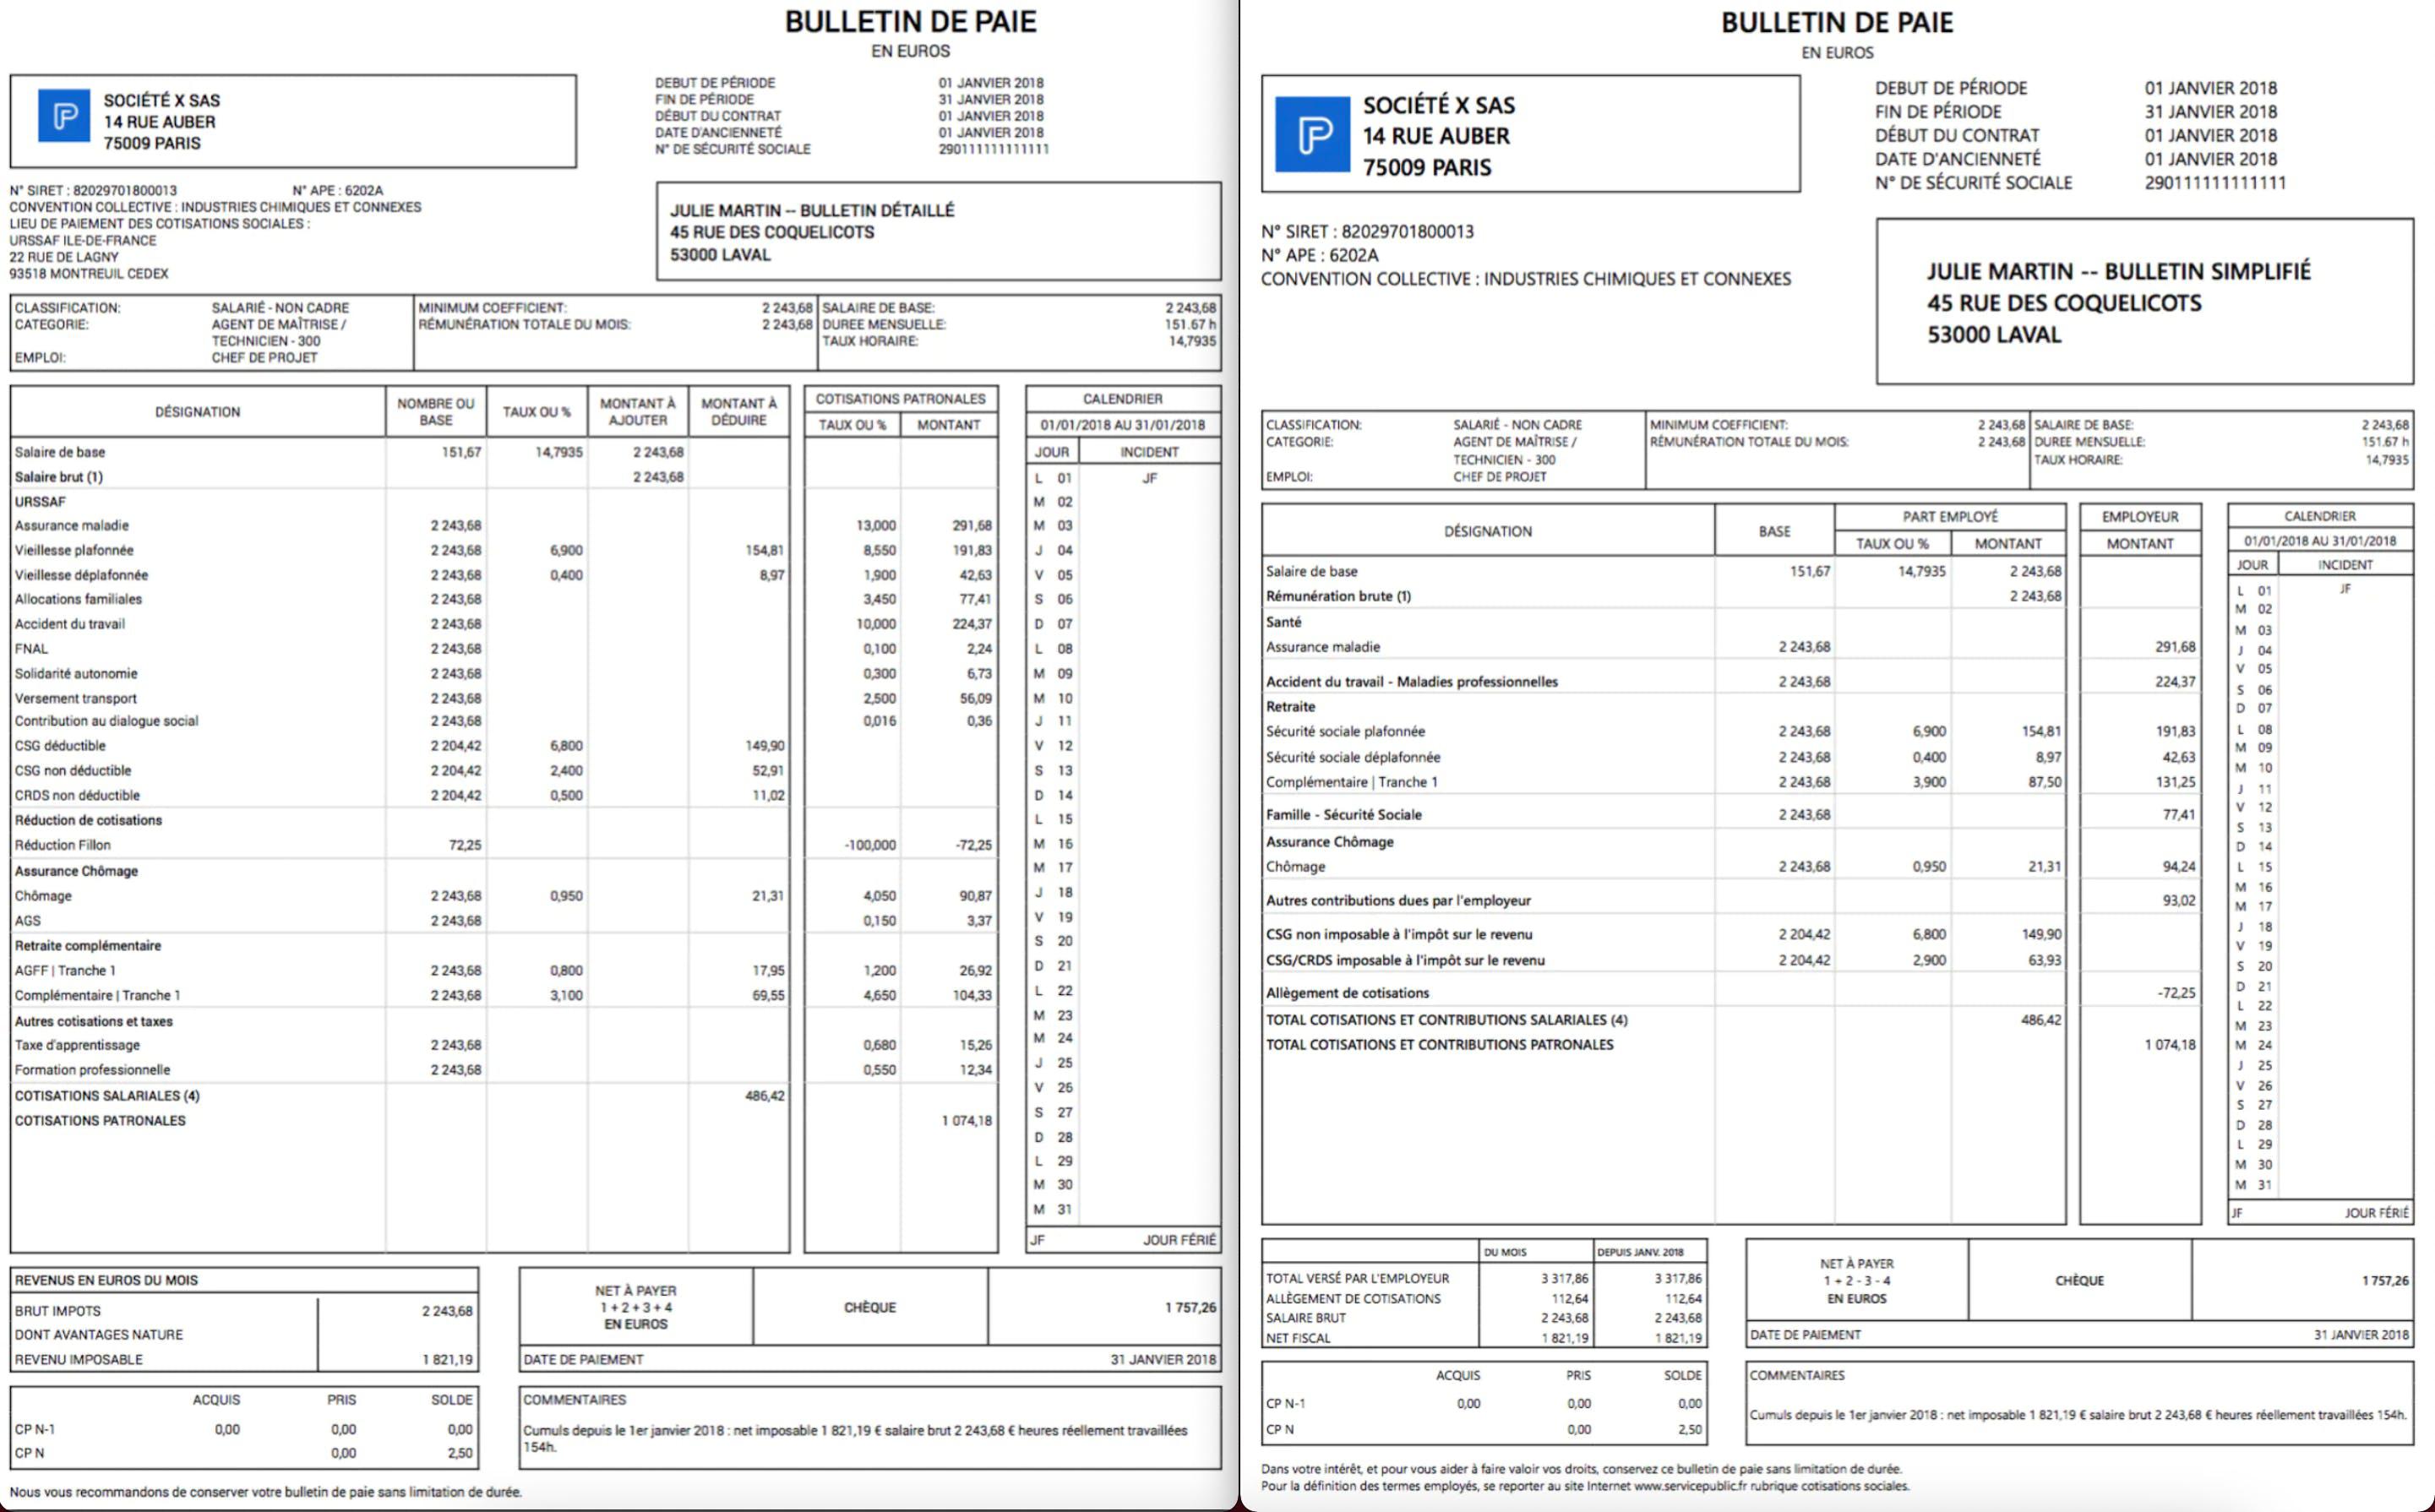 BULLETIN DE PAIE
EN EUROS
SOCIÉTÉ X SAS
14 RUE AUBER
75009 PARIS
DEBUT DE PÉRIODE 01 JANVIER 2018
FIN DE PÉRIODE 31 JANVIER 2018
DÉBUT DU CONTRAT 01 JANVIER 2018
DATE D'ANCIENNETÉ 01 JANVIER 2018
N° DE SÉCURITÉ SOCIALE 290111111111111
N° SIRET : 82029701800013 N° APE : 6202A
CONVENTION COLLECTIVE : INDUSTRIES CHIMIQUES ET CONNEXES
LIEU DE PAIEMENT DES COTISATIONS SOCIALES :
URSSAF ILE-DE-FRANCE
22 RUE DE LAGNY
93518 MONTREUIL CEDEX
JULIE MARTIN -- BULLETIN DÉTAILLÉ
45 RUE DES COQUELICOTS
53000 LAVAL
CLASSIFICATION: SALARIÉ - NON CADRE MINIMUM COEFFICIENT: 2 243,68 SALAIRE DE BASE: 2 243,68
CATEGORIE: AGENT DE MAÎTRISE / RÉMUNÉRATION TOTALE DU MOIS: 2 243,68 DUREE MENSUELLE: 151.67 h
TECHNICIEN - 300 TAUX HORAIRE: 14,7935
EMPLOI: CHEF DE PROJET
DÉSIGNATION NOMBRE OU BASE TAUX OU % MONTANT À AJOUTER MONTANT À DÉDUIRE COTISATIONS PATRONALES
TAUX OU % MONTANT
Salaire de base 151,67 14,7935 2 243,68
Salaire brut (1) 2 243,68
URSSAF
Assurance maladie 2 243,68 13,000 291,68
Vieillesse plafonnée 2 243,68 6,900 154,81 8,550 191,83
Vieillesse déplafonnée 2 243,68 0,400 8,97 1,900 42,63
Allocations familiales 2 243,68 3,450 77,41
Accident du travail 2 243,68 10,000 224,37
FNAL 2 243,68 0,100 2,24
Solidarité autonomie 2 243,68 0,300 6,73
Versement transport 2 243,68 2,500 56,09
Contribution au dialogue social 2 243,68 0,016 0,36
CSG déductible 2 204,42 6,800 149,90
CSG non déductible 2 204,42 2,400 52,91
CRDS non déductible 2 204,42 0,500 11,02
Réduction de cotisations
Réduction Fillon 72,25 -100,000 -72,25
Assurance Chômage
Chômage 2 243,68 0,950 21,31 4,050 90,87
AGS 2 243,68 0,150 3,37
Retraite complémentaire
AGFF | Tranche 1 2 243,68 0,800 17,95 1,200 26,92
Complémentaire | Tranche 1 2 243,68 3,100 69,55 4,650 104,33
Autres cotisations et taxes
Taxe d'apprentissage 2 243,68 0,680 15,26
Formation professionnelle 2 243,68 0,550 12,34
COTISATIONS SALARIALES (4) 486,42
COTISATIONS PATRONALES 1 074,18
CALENDRIER
01/01/2018 AU 31/01/2018
JOUR INCIDENT
L 01 JF
M 02
M 03
J 04
V 05
S 06
D 07
L 08
M 09
M 10
J 11
V 12
S 13
D 14
L 15
M 16
M 17
J 18
V 19
S 20
D 21
L 22
M 23
M 24
J 25
V 26
S 27
D 28
L 29
M 30
M 31
JF JOUR FÉRIÉ
REVENUS EN EUROS DU MOIS
BRUT IMPOTS 2 243,68
DONT AVANTAGES NATURE
REVENU IMPOSABLE 1 821,19
NET À PAYER
1 + 2 + 3 + 4
EN EUROS
CHÈQUE 1 757,26
DATE DE PAIEMENT 31 JANVIER 2018
ACQUIS PRIS SOLDE
CP N-1 0,00 0,00 0,00
CP N 0,00 2,50
COMMENTAIRES
Cumuls depuis le 1er janvier 2018 : net imposable 1 821,19 € salaire brut 2 243,68 € heures réellement travaillées
154h.
Nous vous recommandons de conserver votre bulletin de paie sans limitation de durée.
BULLETIN DE PAIE
EN EUROS
SOCIÉTÉ X SAS
14 RUE AUBER
75009 PARIS
DEBUT DE PÉRIODE 01 JANVIER 2018
FIN DE PÉRIODE 31 JANVIER 2018
DÉBUT DU CONTRAT 01 JANVIER 2018
DATE D'ANCIENNETÉ 01 JANVIER 2018
N° DE SÉCURITÉ SOCIALE 290111111111111
N° SIRET : 82029701800013
N° APE : 6202A
CONVENTION COLLECTIVE : INDUSTRIES CHIMIQUES ET CONNEXES
JULIE MARTIN -- BULLETIN SIMPLIFIÉ
45 RUE DES COQUELICOTS
53000 LAVAL
CLASSIFICATION: SALARIÉ - NON CADRE MINIMUM COEFFICIENT: 2 243,68 SALAIRE DE BASE: 2 243,68
CATEGORIE: AGENT DE MAÎTRISE / RÉMUNÉRATION TOTALE DU MOIS: 2 243,68 DUREE MENSUELLE: 151.67 h
TECHNICIEN - 300 TAUX HORAIRE: 14,7935
EMPLOI: CHEF DE PROJET
DÉSIGNATION BASE PART EMPLOYÉ EMPLOYEUR
TAUX OU % MONTANT MONTANT
Salaire de base 151,67 14,7935 2 243,68
Rémunération brute (1) 2 243,68
Santé
Assurance maladie 2 243,68 291,68
Accident du travail - Maladies professionnelles 2 243,68 224,37
Retraite
Sécurité sociale plafonnée 2 243,68 6,900 154,81 191,83
Sécurité sociale déplafonnée 2 243,68 0,400 8,97 42,63
Complémentaire | Tranche 1 2 243,68 3,900 87,50 131,25
Famille - Sécurité Sociale 2 243,68 77,41
Assurance Chômage
Chômage 2 243,68 0,950 21,31 94,24
Autres contributions dues par l'employeur 93,02
CSG non imposable à l'impôt sur le revenu 2 204,42 6,800 149,90
CSG/CRDS imposable à l'impôt sur le revenu 2 204,42 2,900 63,93
Allègement de cotisations -72,25
TOTAL COTISATIONS ET CONTRIBUTIONS SALARIALES (4) 486,42
TOTAL COTISATIONS ET CONTRIBUTIONS PATRONALES 1 074,18
CALENDRIER
01/01/2018 AU 31/01/2018
JOUR INCIDENT
L 01 JF
M 02
M 03
J 04
V 05
S 06
D 07
L 08
M 09
M 10
J 11
V 12
S 13
D 14
L 15
M 16
M 17
J 18
V 19
S 20
D 21
L 22
M 23
M 24
J 25
V 26
S 27
D 28
L 29
M 30
M 31
JF JOUR FÉRIÉ
DU MOIS DEPUIS JANV. 2018
TOTAL VERSÉ PAR L'EMPLOYEUR 3 317,86 3 317,86
ALLÈGEMENT DE COTISATIONS 112,64 112,64
SALAIRE BRUT 2 243,68 2 243,68
NET FISCAL 1 821,19 1 821,19
NET À PAYER
1 + 2 - 3 - 4
EN EUROS
CHÈQUE 1 757,26
DATE DE PAIEMENT 31 JANVIER 2018
ACQUIS PRIS SOLDE
CP N-1 0,00 0,00 0,00
CP N 0,00 2,50
COMMENTAIRES
Cumuls depuis le 1er janvier 2018 : net imposable 1 821,19 € salaire brut 2 243,68 € heures réellement travaillées 154h.
Dans votre intérêt, et pour vous aider à faire valoir vos droits, conservez ce bulletin de paie sans limitation de durée.
Pour la définition des termes employés, se reporter au site Internet www.servicepublic.fr rubrique cotisations sociales.